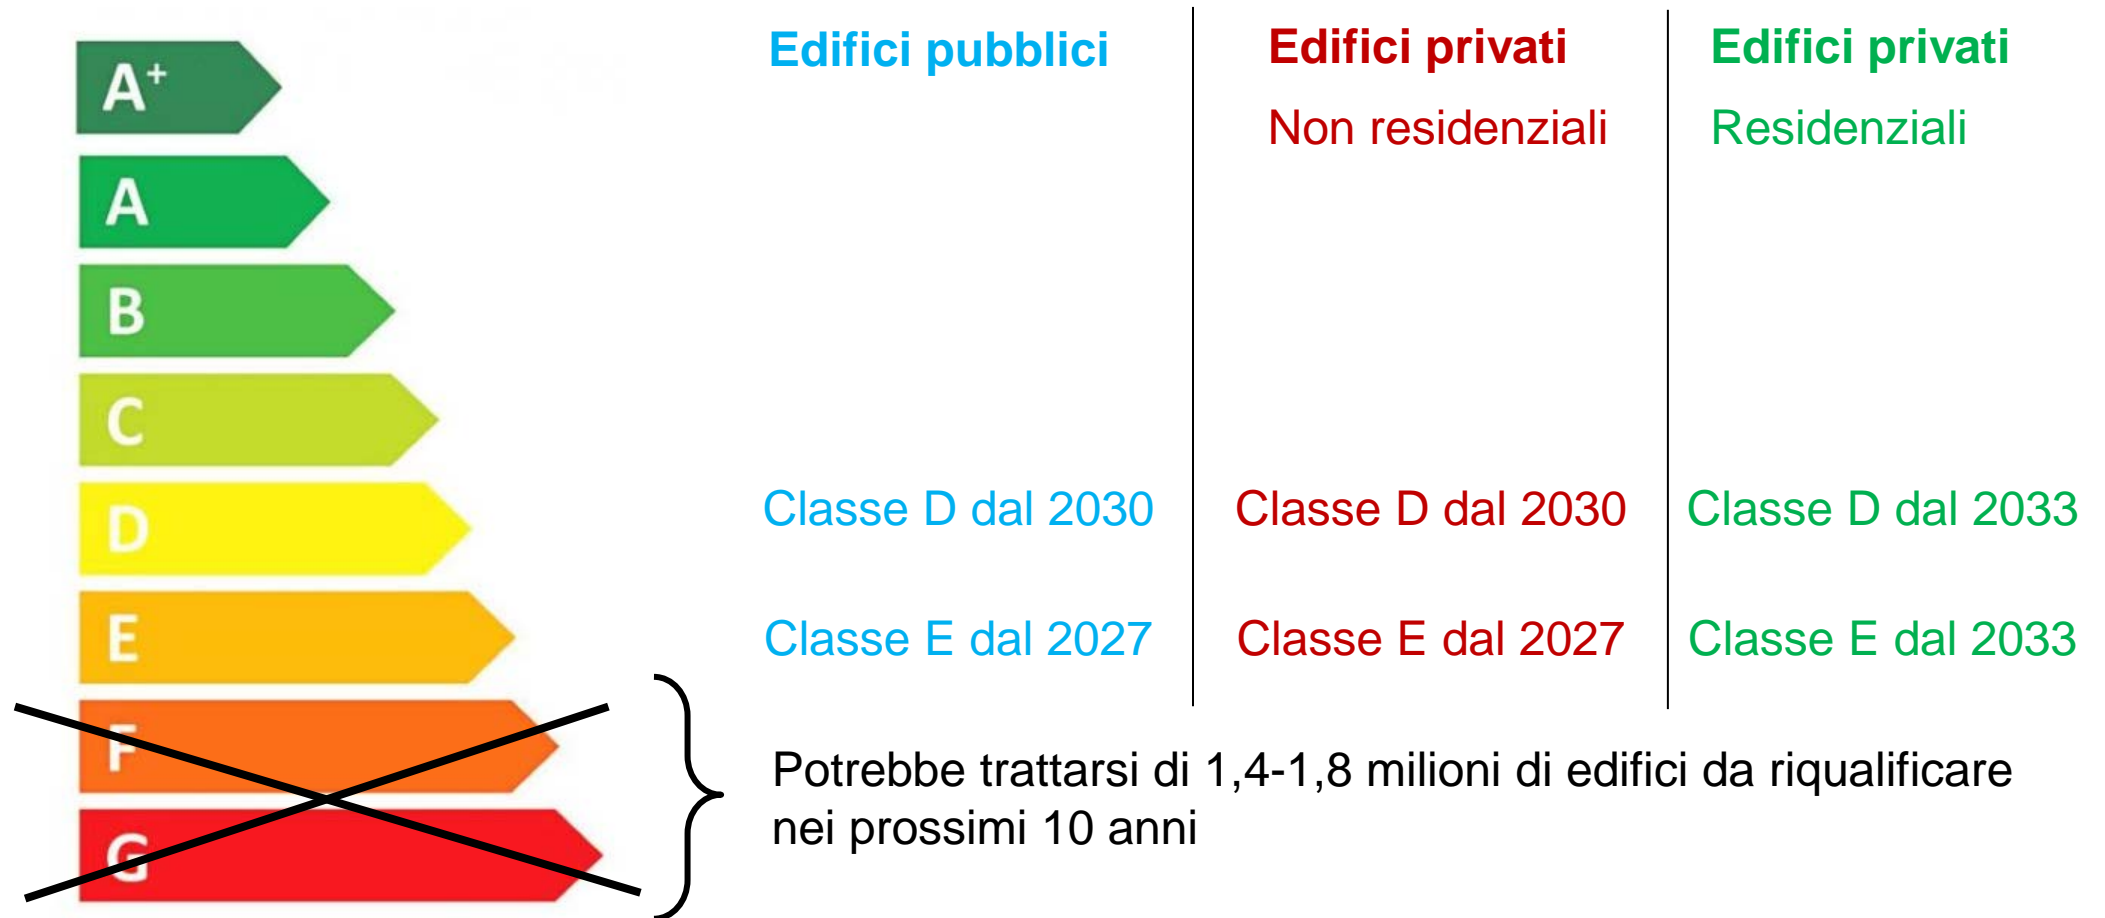 A+
A
B
C
D
E
F
G
Edifici pubblici
Classe D dal 2030
Classe E dal 2027
Edifici privati
Non residenziali
Classe D dal 2030
Classe E dal 2027
Edifici privati
Residenziali
Classe D dal 2033
Classe E dal 2033
Potrebbe trattarsi di 1,4-1,8 milioni di edifici da riqualificare
nei prossimi 10 anni